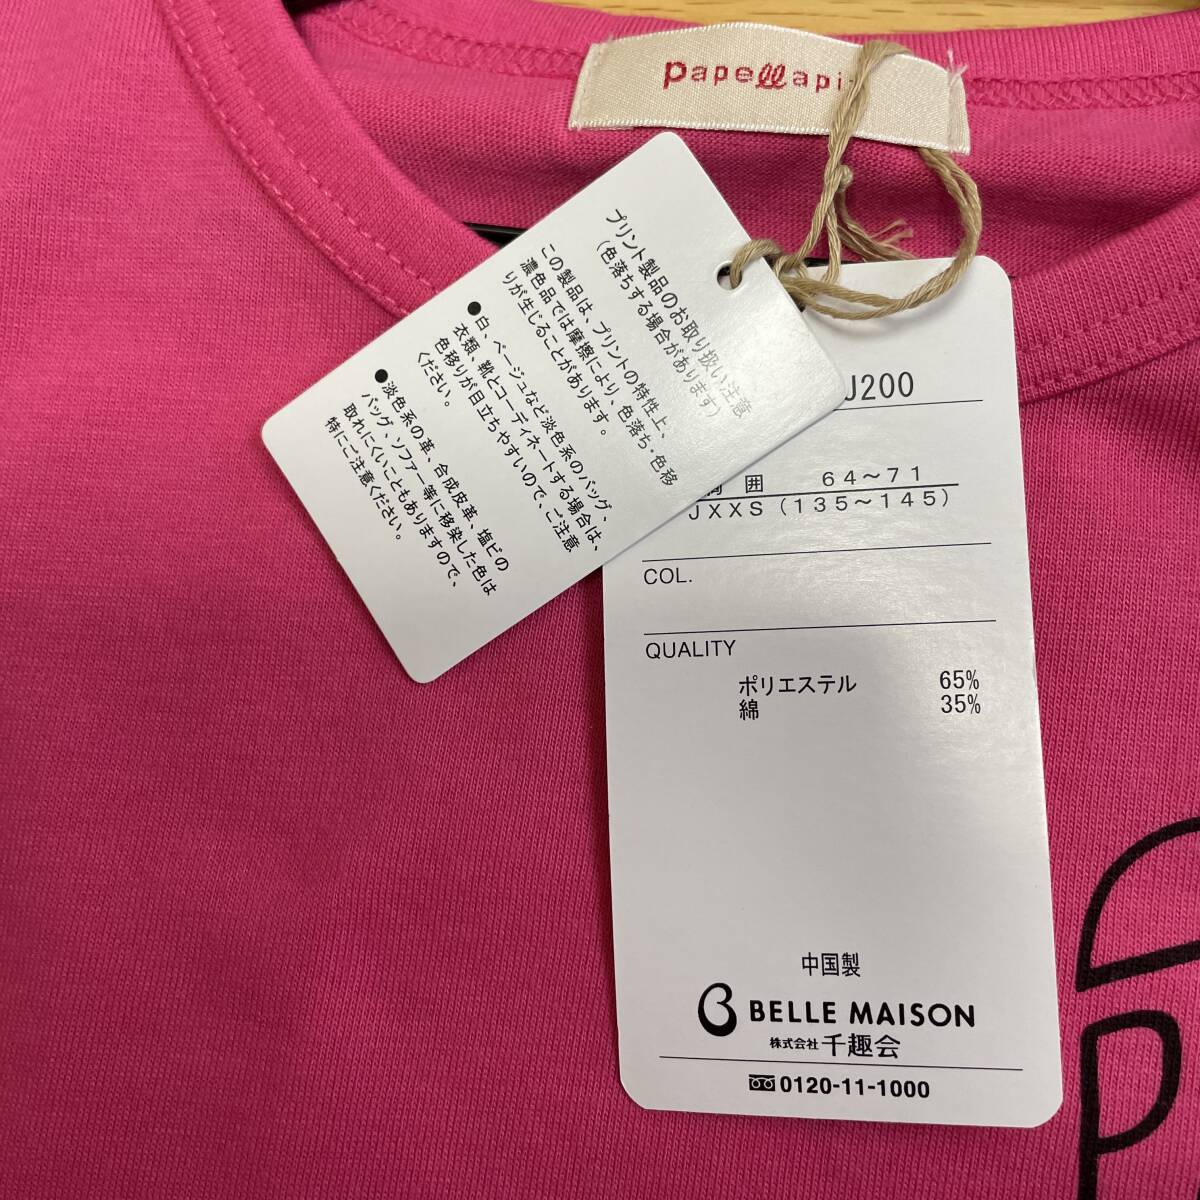 papellapi
プリント製品のお取り扱い注意
(色落ちする場合があります)
この製品は、プリントの特性上、
濃色品では摩擦により、色落ち・色移
りが生じることがあります。
●白、ベージュなど淡色系のバッグ、
衣類、靴とコーディネートする場合は、
色移りが目立ちやすいので、ご注意
ください。
●淡色系の革、合成皮革、塩ビの
バッグ、ソファー等に移染した色は
取れにくいこともありますので、
特にご注意ください。
J200
胸囲 64～71
JXXS(135～145)
COL.
QUALITY
ポリエステル 65%
綿 35%
中国製
BELLE MAISON
株式会社千趣会
0120-11-1000
P